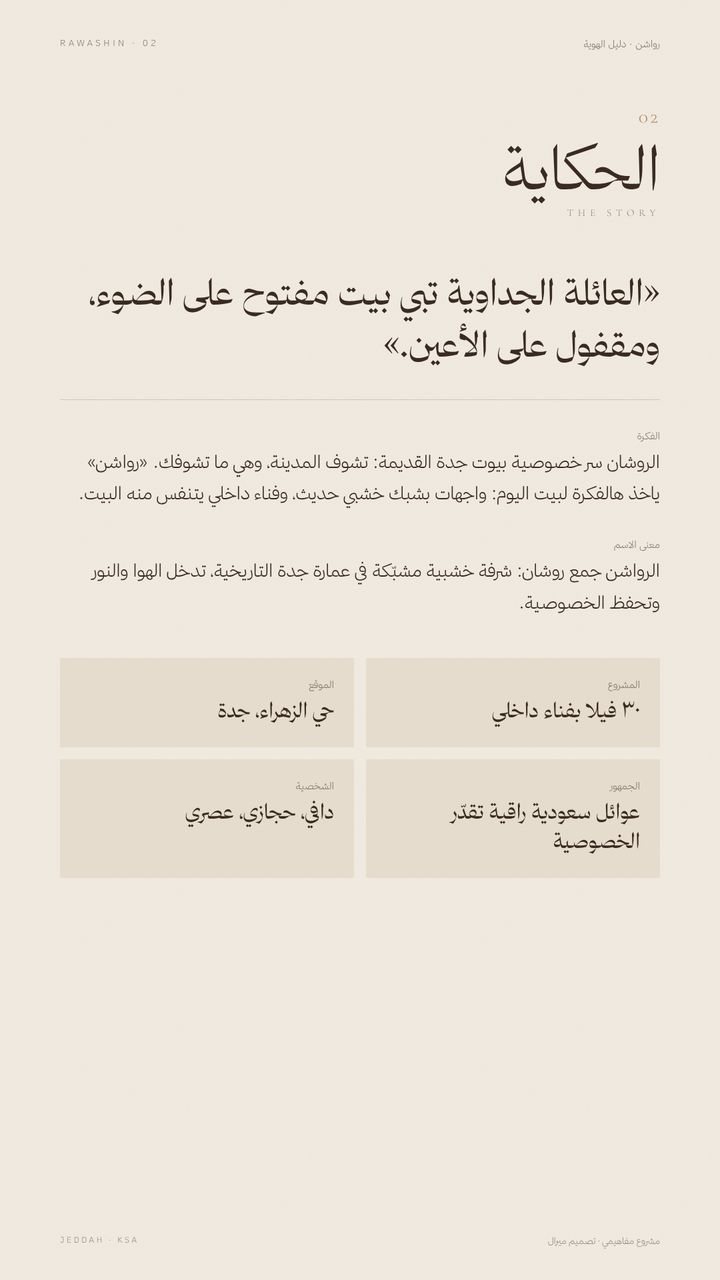 رواشن · دليل الهوية
RAWASHIN · 02
02
الحكاية
THE STORY
«العائلة الجداوية تبي بيت مفتوح على الضوء،
ومقفول على الأعين.»
الفكرة
الروشان سر خصوصية بيوت جدة القديمة: تشوف المدينة، وهي ما تشوفك. «رواشن»
ياخذ هالفكرة لبيت اليوم: واجهات بشبك خشبي حديث، وفناء داخلي يتنفس منه البيت.
معنى الاسم
الرواشن جمع روشان: شرفة خشبية مشبّكة في عمارة جدة التاريخية، تدخل الهوا والنور
وتحفظ الخصوصية.
المشروع
٣٠ فيلا بفناء داخلي
الموقع
حي الزهراء، جدة
الجمهور
عوائل سعودية راقية تقدّر
الخصوصية
الشخصية
دافي، حجازي، عصري
مشروع مفاهيمي · تصميم ميرال
JEDDAH · KSA